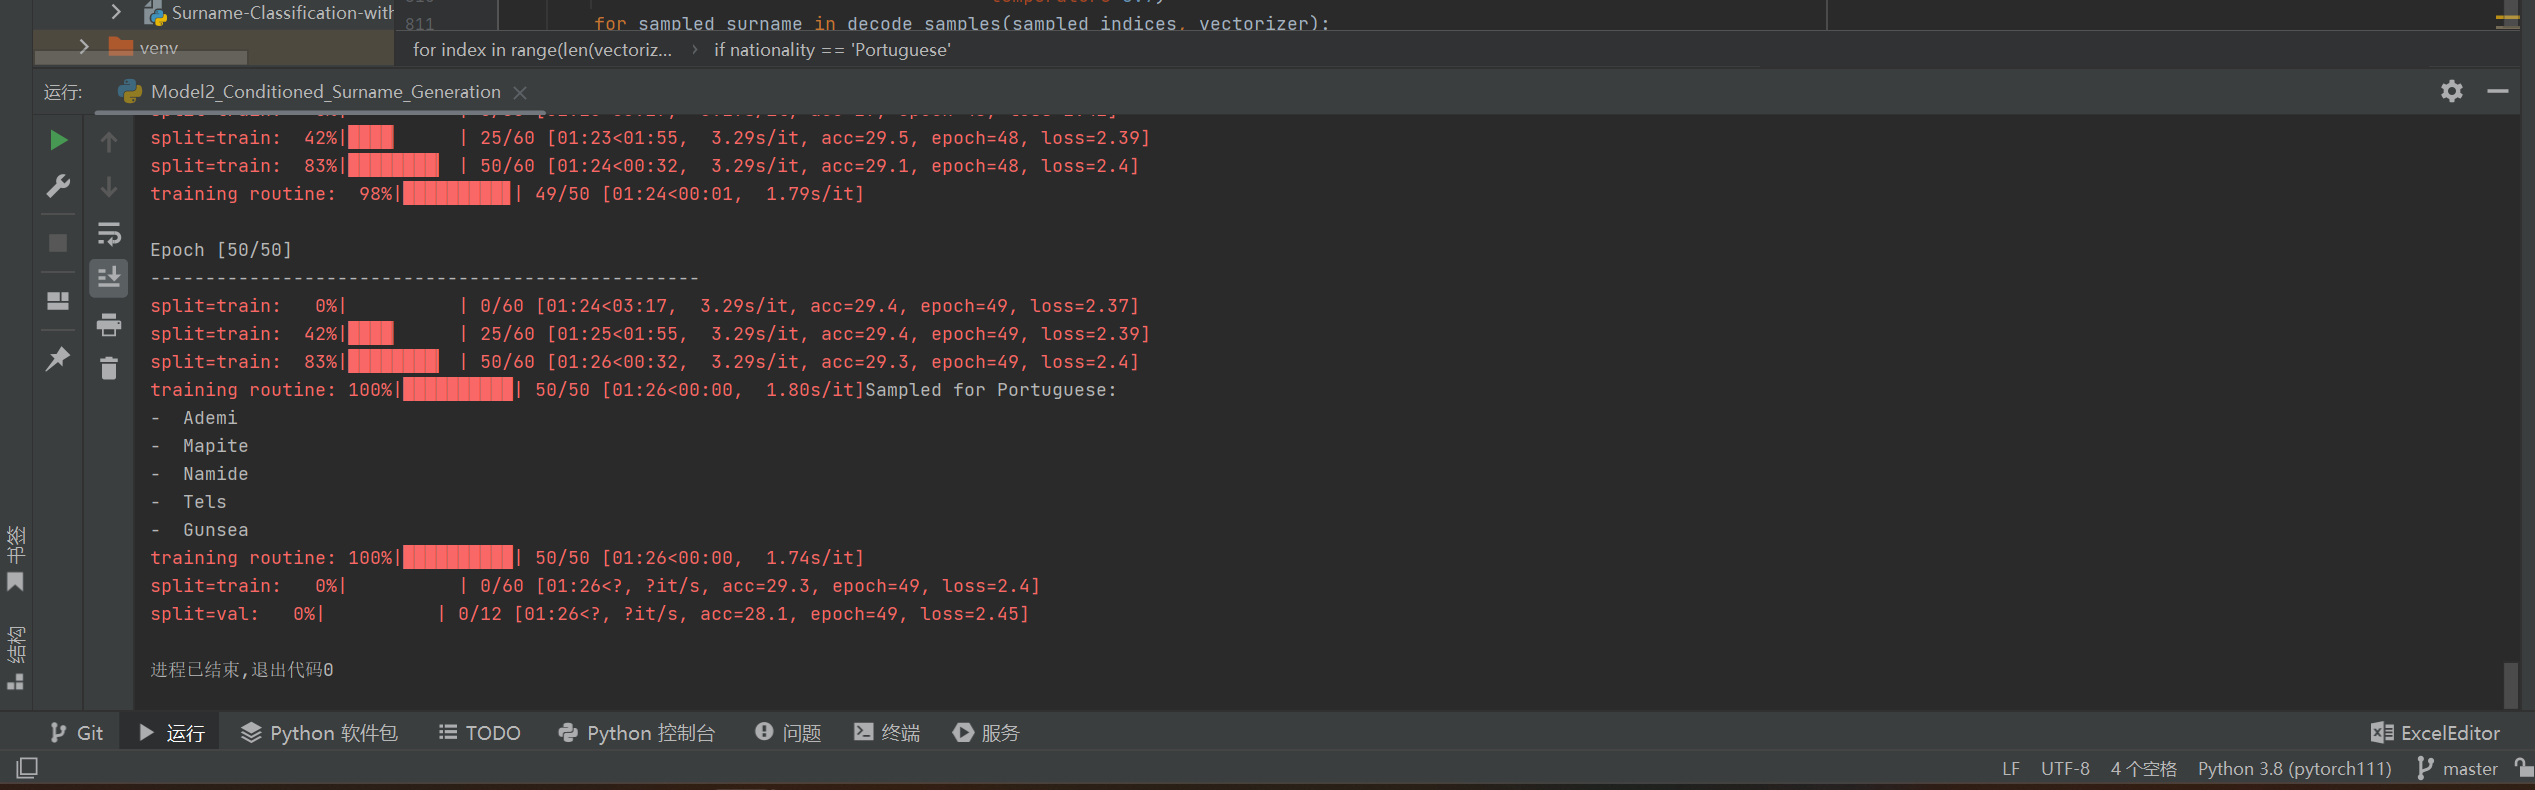 Surname-Classification-with
811 for sampled_surname in decode_samples(sampled_indices, vectorizer):
venv
for index in range(len(vectoriz... › if nationality == 'Portuguese'
运行: Model2_Conditioned_Surname_Generation
split=train:  42%|████      | 25/60 [01:23<01:55,  3.29s/it, acc=29.5, epoch=48, loss=2.39]
split=train:  83%|████████  | 50/60 [01:24<00:32,  3.29s/it, acc=29.1, epoch=48, loss=2.4]
training routine:  98%|██████████| 49/50 [01:24<00:01,  1.79s/it]
Epoch [50/50]
--------------------------------------------------
split=train:   0%|          | 0/60 [01:24<03:17,  3.29s/it, acc=29.4, epoch=49, loss=2.37]
split=train:  42%|████      | 25/60 [01:25<01:55,  3.29s/it, acc=29.4, epoch=49, loss=2.39]
split=train:  83%|████████  | 50/60 [01:26<00:32,  3.29s/it, acc=29.3, epoch=49, loss=2.4]
training routine: 100%|██████████| 50/50 [01:26<00:00,  1.80s/it]Sampled for Portuguese:
-  Ademi
-  Mapite
-  Namide
-  Tels
-  Gunsea
training routine: 100%|██████████| 50/50 [01:26<00:00,  1.74s/it]
split=train:   0%|          | 0/60 [01:26<?, ?it/s, acc=29.3, epoch=49, loss=2.4]
split=val:   0%|          | 0/12 [01:26<?, ?it/s, acc=28.1, epoch=49, loss=2.45]
进程已结束,退出代码0
书签
结构
Git 运行 Python 软件包 TODO Python 控制台 问题 终端 服务 ExcelEditor
LF UTF-8 4 个空格 Python 3.8 (pytorch111) master